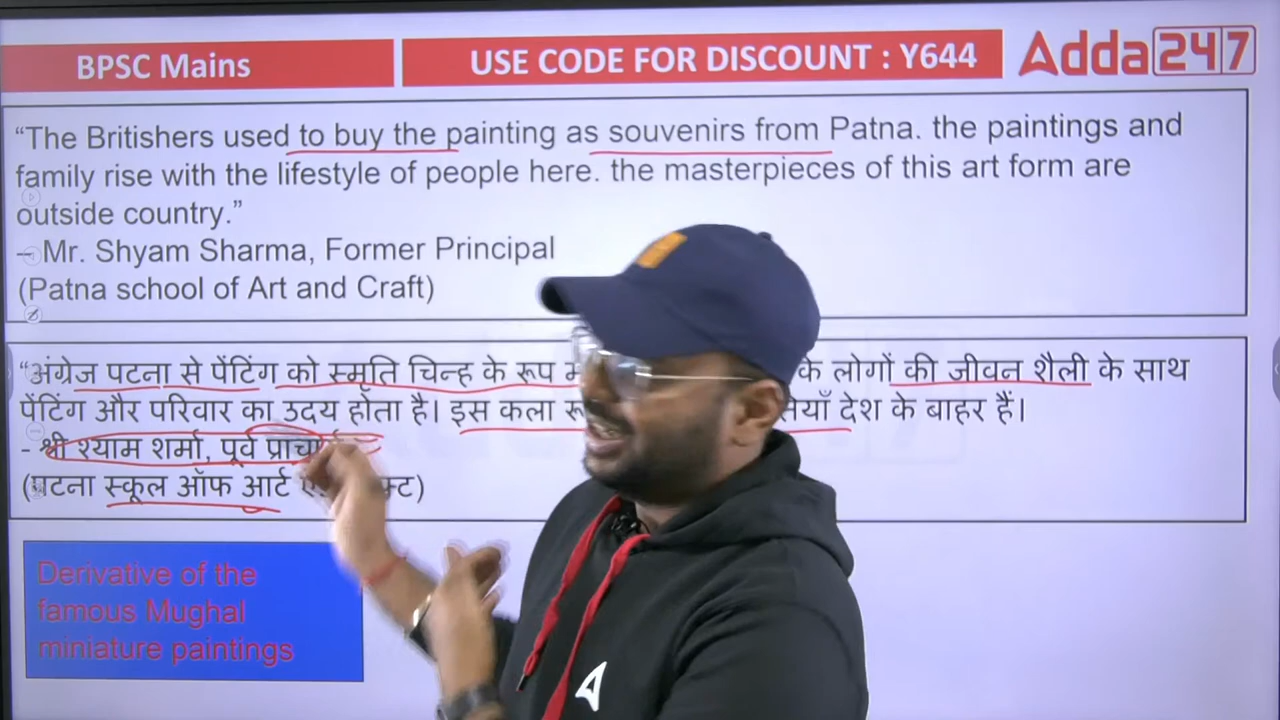 BPSC Mains
USE CODE FOR DISCOUNT : Y644
Adda247
“The Britishers used to buy the painting as souvenirs from Patna. the paintings and
family rise with the lifestyle of people here. the masterpieces of this art form are
outside country.”
– Mr. Shyam Sharma, Former Principal
(Patna school of Art and Craft)
“अंग्रेज पटना से पेंटिंग को स्मृति चिन्ह के रूप के लोगों की जीवन शैली के साथ
पेंटिंग और परिवार का उदय होता है। इस कला देश के बाहर हैं।
- श्री श्याम शर्मा, पूर्व
(पटना स्कूल ऑफ आर्ट
Derivative of the
famous Mughal
miniature paintings